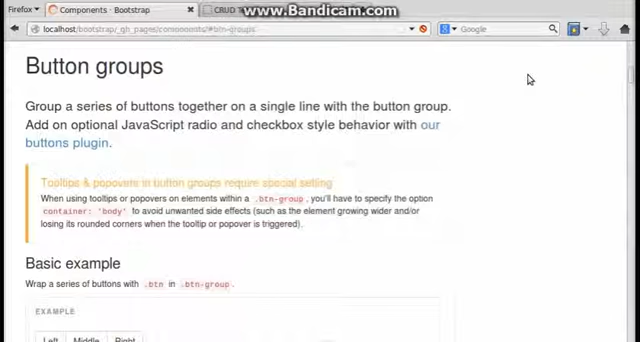 www.Bandicam.com
Firefox
Components · Bootstrap
CRUD
localhost/bootstrap/gh_pages/components/#btn-groups
Google
Button groups
Group a series of buttons together on a single line with the button group.
Add on optional JavaScript radio and checkbox style behavior with our
buttons plugin.
Tooltips & popovers in button groups require special setting
When using tooltips or popovers on elements within a .btn-group, you'll have to specify the option
container: 'body' to avoid unwanted side effects (such as the element growing wider and/or
losing its rounded corners when the tooltip or popover is triggered).
Basic example
Wrap a series of buttons with .btn in .btn-group.
EXAMPLE
Left Middle Right